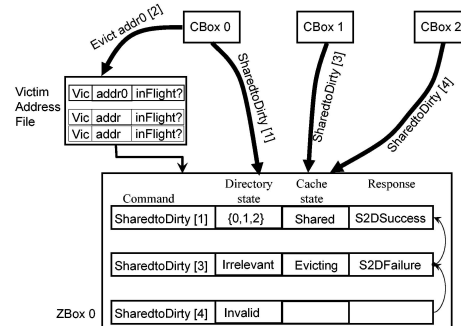 CBox 0
CBox 1
CBox 2
Evict addr0 [2]
SharedtoDirty [1]
SharedtoDirty [3]
SharedtoDirty [4]
Victim
Address
File
Vic addr0 inFlight?
Vic addr inFlight?
Vic addr inFlight?
Command Directory state Cache state Response
SharedtoDirty [1] {0,1,2} Shared S2DSuccess
SharedtoDirty [3] Irrelevant Evicting S2DFailure
SharedtoDirty [4] Invalid
ZBox 0